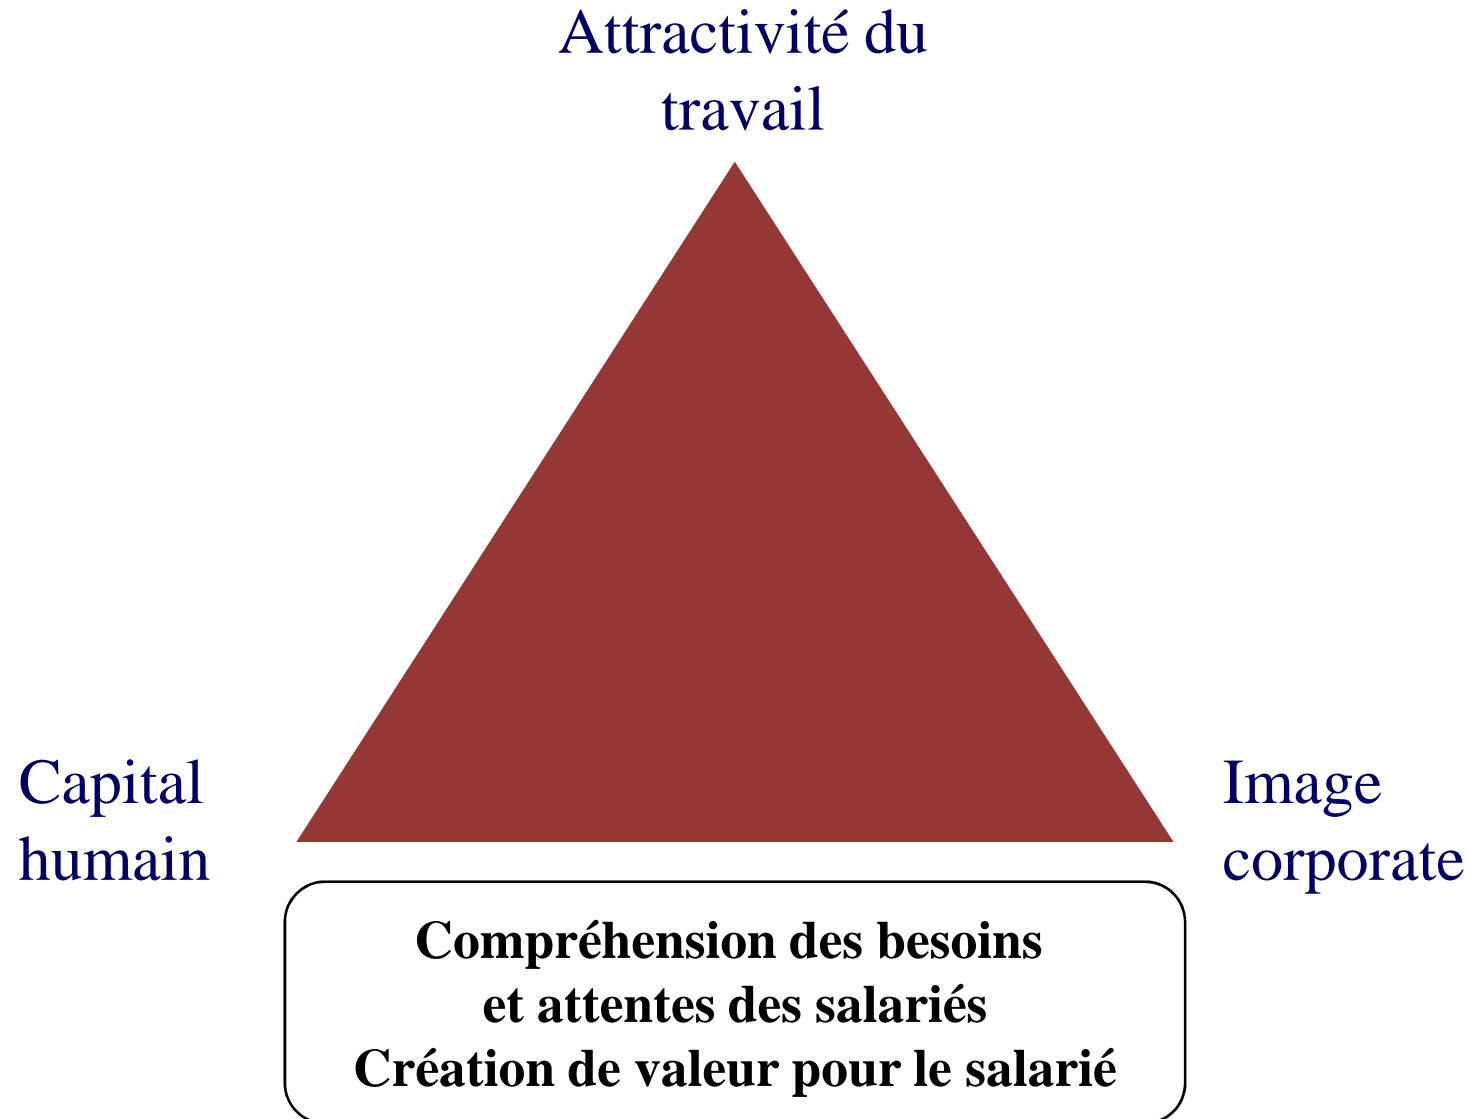 Attractivité du
travail
Capital
humain
Image
corporate
Compréhension des besoins
et attentes des salariés
Création de valeur pour le salarié